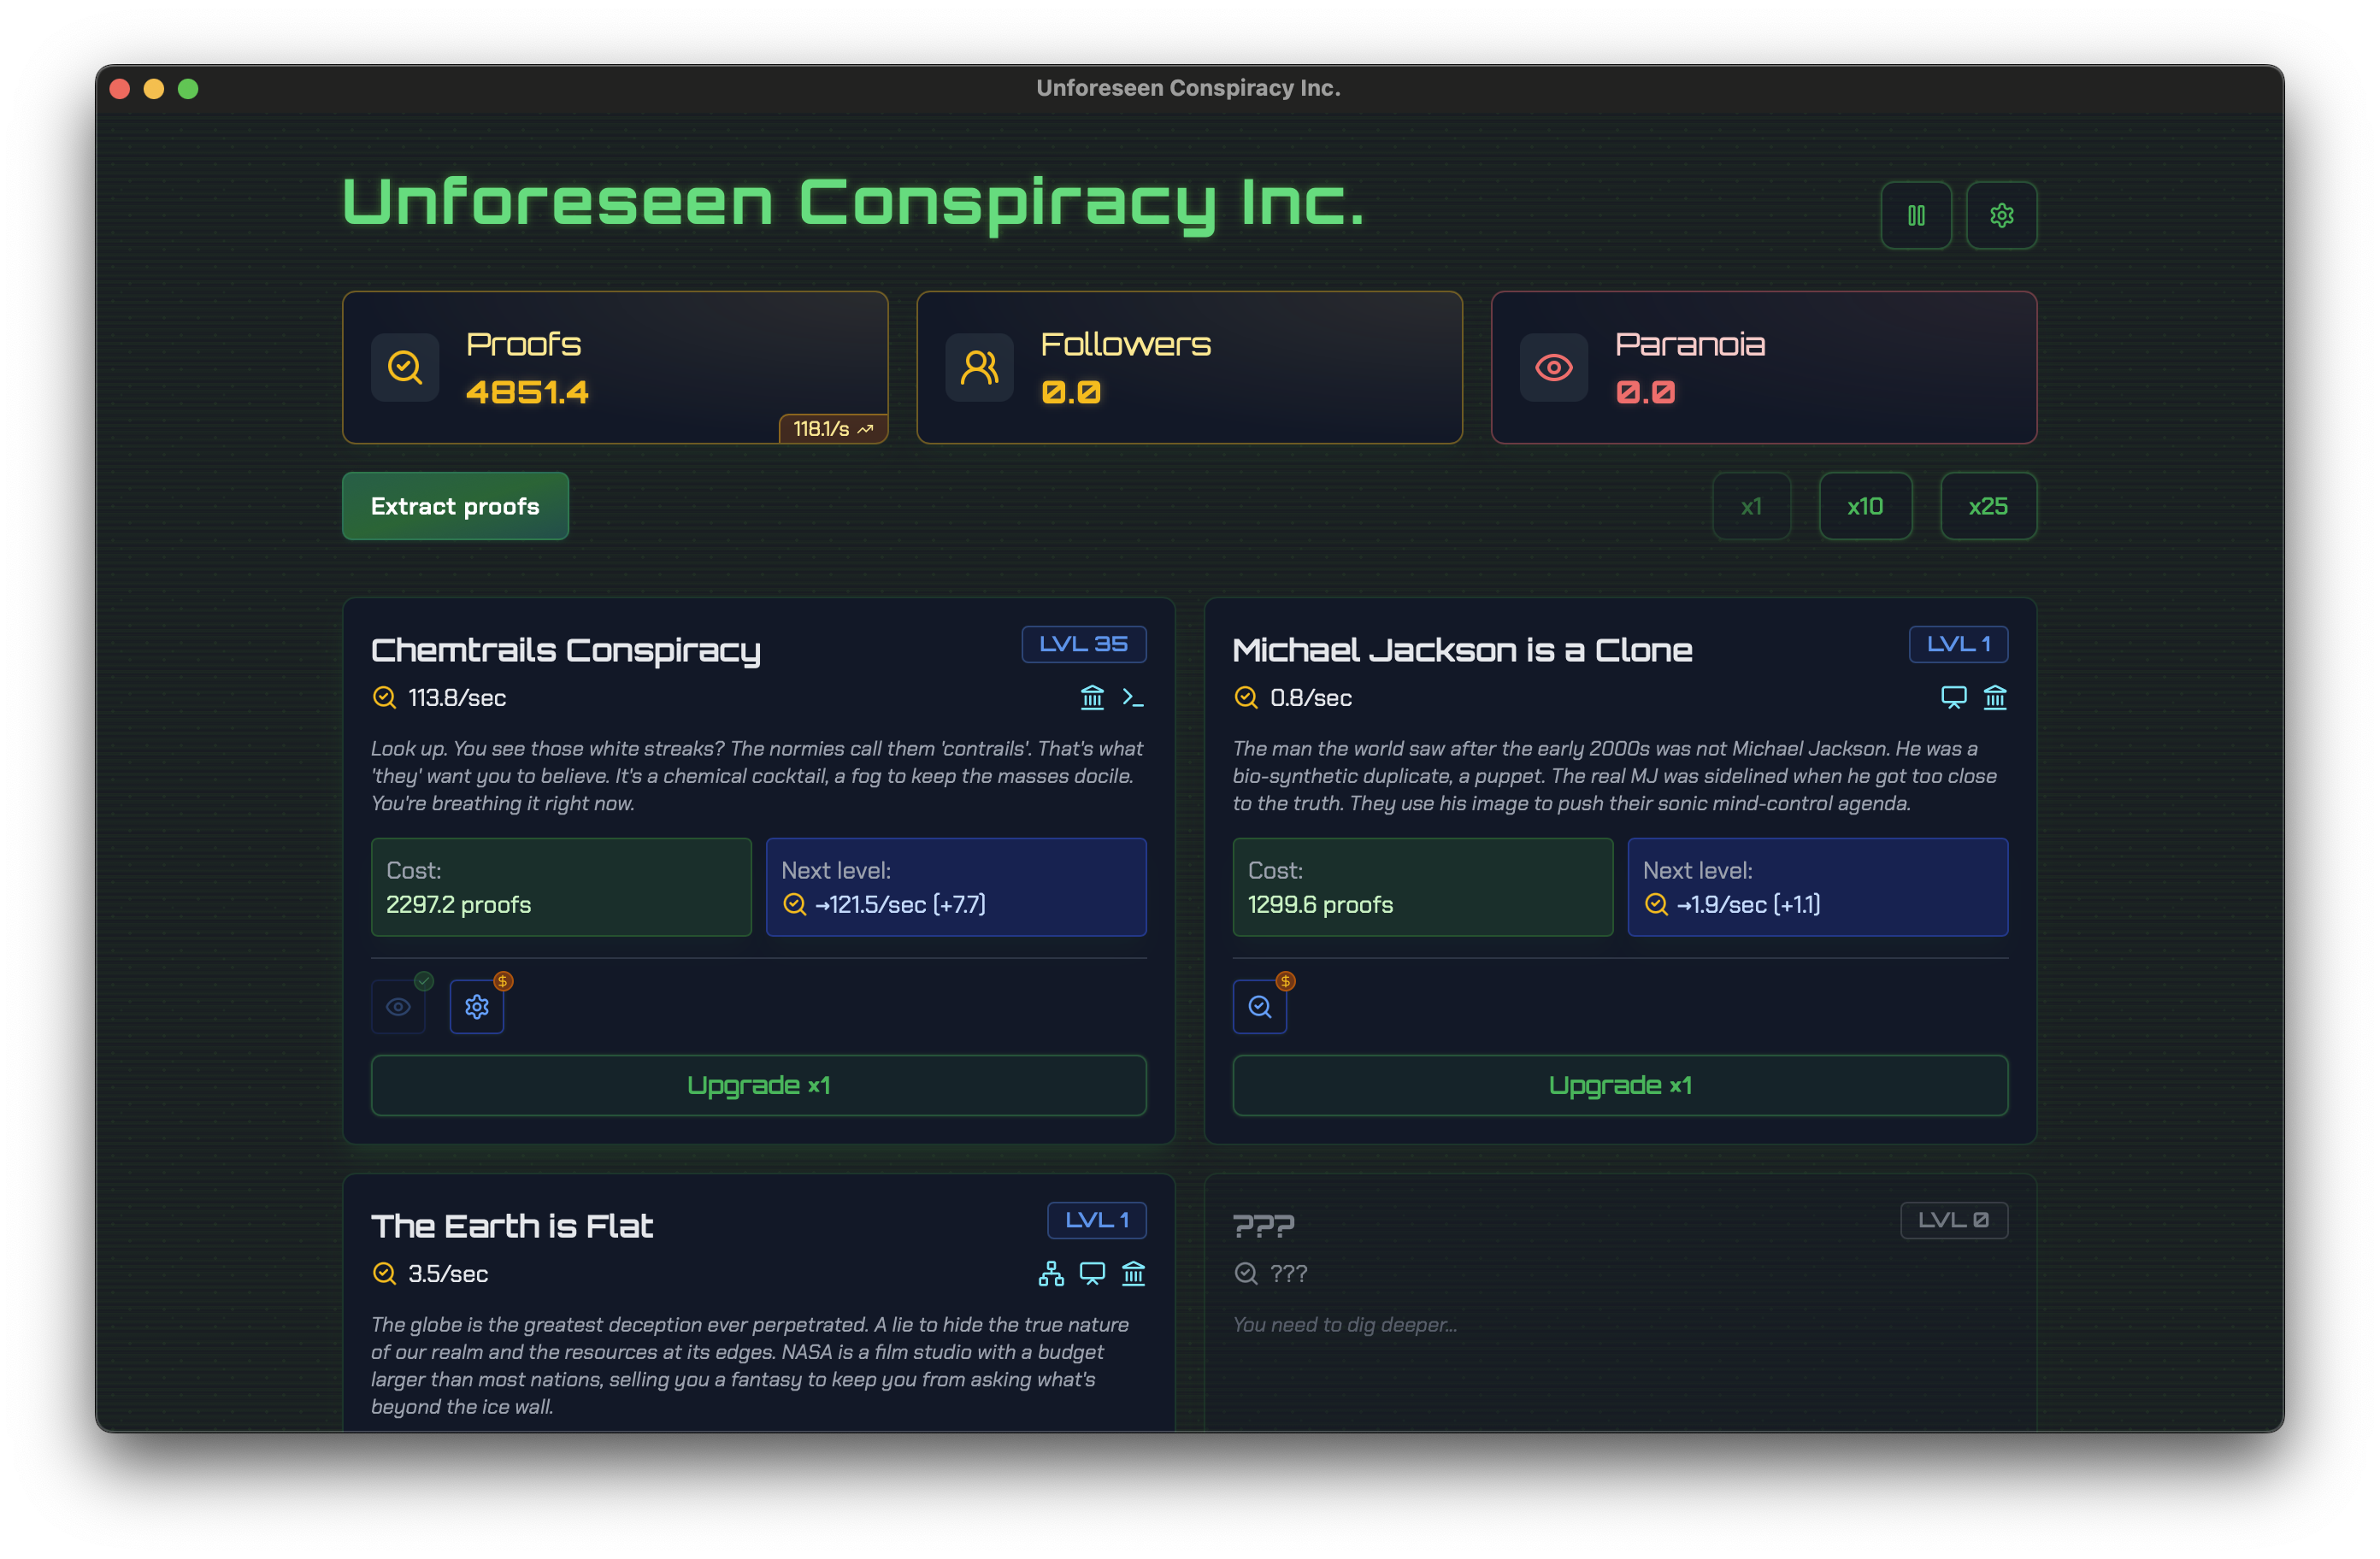 Unforeseen Conspiracy Inc.
Unforeseen Conspiracy Inc.
Proofs
4851.4
118.1/s
Followers
0.0
Paranoia
0.0
Extract proofs
x1
x10
x25
Chemtrails Conspiracy
LVL 35
113.8/sec
Look up. You see those white streaks? The normies call them 'contrails'. That's what
'they' want you to believe. It's a chemical cocktail, a fog to keep the masses docile.
You're breathing it right now.
Cost:
2297.2 proofs
Next level:
→121.5/sec (+7.7)
$
Upgrade x1
Michael Jackson is a Clone
LVL 1
0.8/sec
The man the world saw after the early 2000s was not Michael Jackson. He was a
bio-synthetic duplicate, a puppet. The real MJ was sidelined when he got too close
to the truth. They use his image to push their sonic mind-control agenda.
Cost:
1299.6 proofs
Next level:
→1.9/sec (+1.1)
$
Upgrade x1
The Earth is Flat
LVL 1
3.5/sec
The globe is the greatest deception ever perpetrated. A lie to hide the true nature
of our realm and the resources at its edges. NASA is a film studio with a budget
larger than most nations, selling you a fantasy to keep you from asking what's
beyond the ice wall.
???
LVL 0
???
You need to dig deeper...